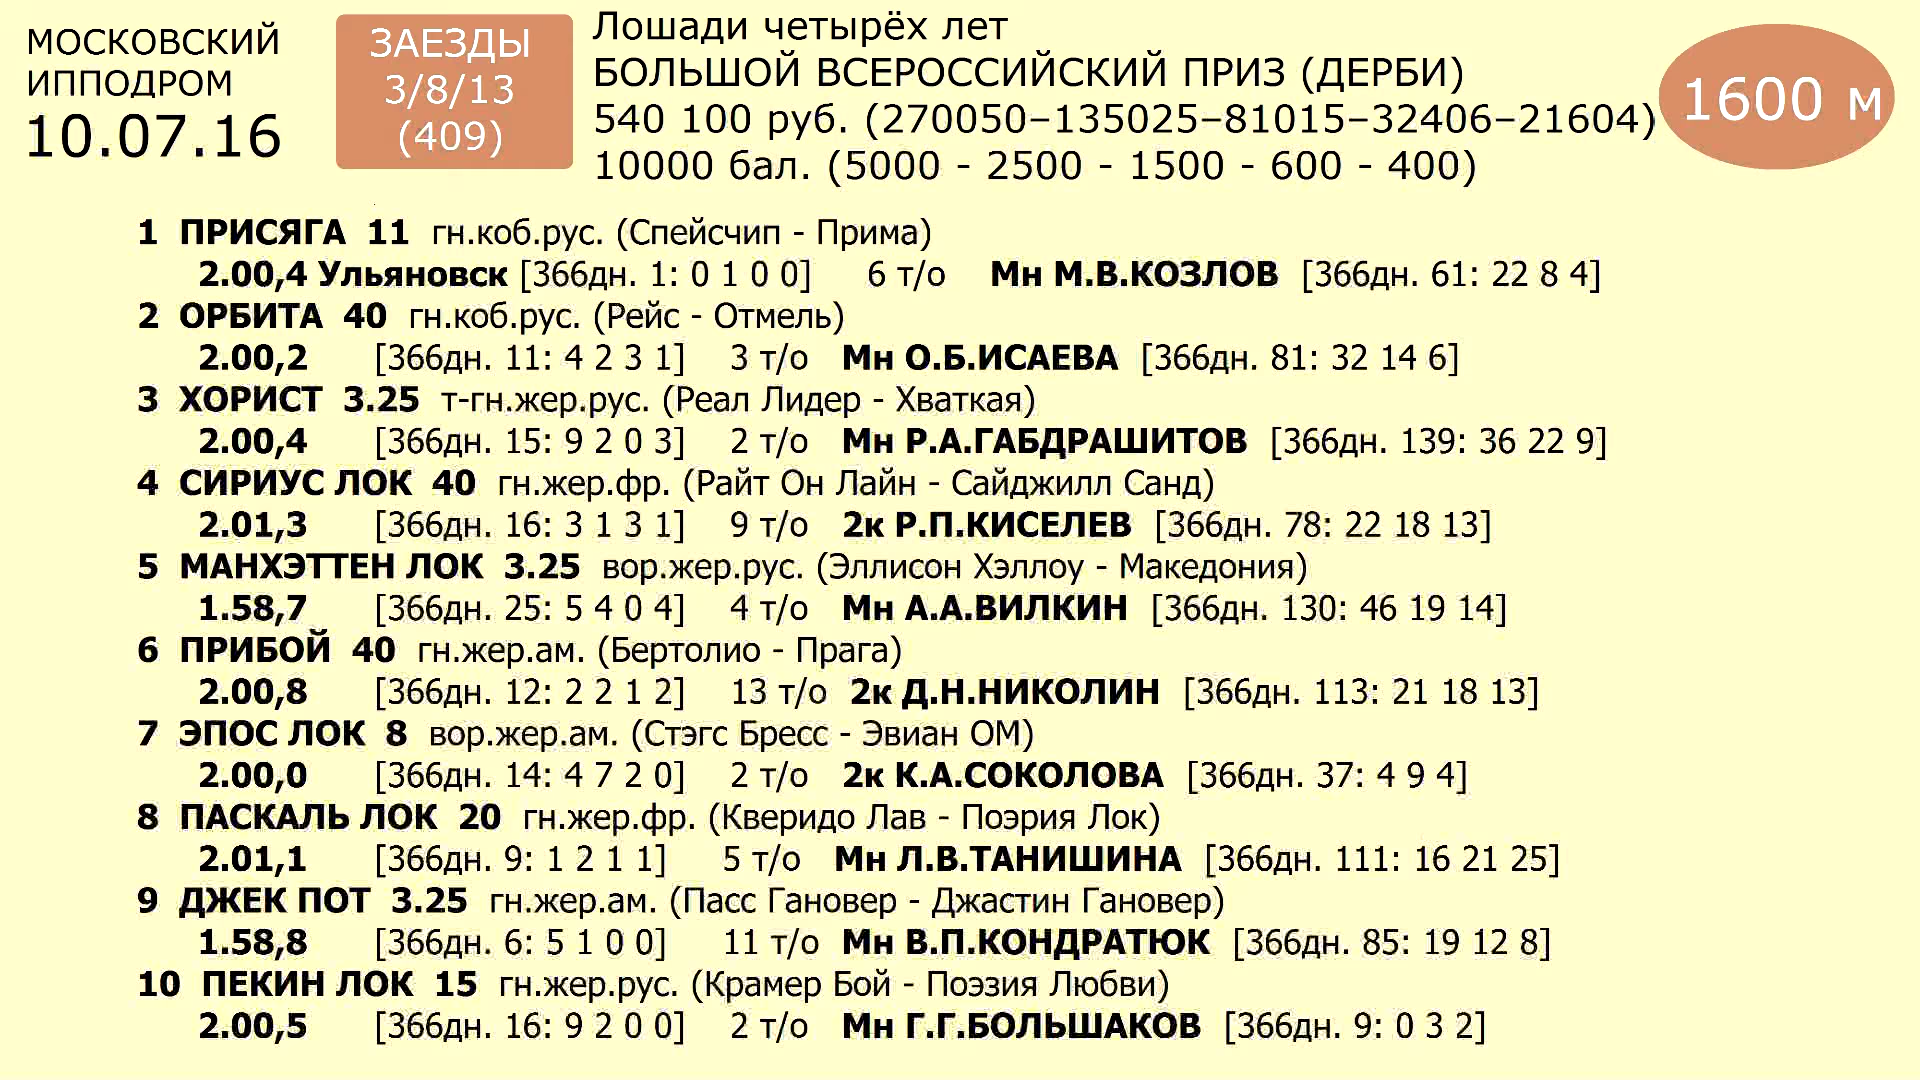 МОСКОВСКИЙ
ИППОДРОМ
10.07.16
ЗАЕЗДЫ
3/8/13
(409)
Лошади четырёх лет
БОЛЬШОЙ ВСЕРОССИЙСКИЙ ПРИЗ (ДЕРБИ)
540 100 руб. (270050–135025–81015–32406–21604)
10000 бал. (5000 - 2500 - 1500 - 600 - 400)
1600 м
1 ПРИСЯГА 11 гн.коб.рус. (Спейсчип - Прима)
2.00,4 Ульяновск [366дн. 1: 0 1 0 0] 6 т/о Мн М.В.КОЗЛОВ [366дн. 61: 22 8 4]
2 ОРБИТА 40 гн.коб.рус. (Рейс - Отмель)
2.00,2 [366дн. 11: 4 2 3 1] 3 т/о Мн О.Б.ИСАЕВА [366дн. 81: 32 14 6]
3 ХОРИСТ 3.25 т-гн.жер.рус. (Реал Лидер - Хваткая)
2.00,4 [366дн. 15: 9 2 0 3] 2 т/о Мн Р.А.ГАБДРАШИТОВ [366дн. 139: 36 22 9]
4 СИРИУС ЛОК 40 гн.жер.фр. (Райт Он Лайн - Сайджилл Санд)
2.01,3 [366дн. 16: 3 1 3 1] 9 т/о 2к Р.П.КИСЕЛЕВ [366дн. 78: 22 18 13]
5 МАНХЭТТЕН ЛОК 3.25 вор.жер.рус. (Эллисон Хэллоу - Македония)
1.58,7 [366дн. 25: 5 4 0 4] 4 т/о Мн А.А.ВИЛКИН [366дн. 130: 46 19 14]
6 ПРИБОЙ 40 гн.жер.ам. (Бертолио - Прага)
2.00,8 [366дн. 12: 2 2 1 2] 13 т/о 2к Д.Н.НИКОЛИН [366дн. 113: 21 18 13]
7 ЭПОС ЛОК 8 вор.жер.ам. (Стэгс Бресс - Эвиан ОМ)
2.00,0 [366дн. 14: 4 7 2 0] 2 т/о 2к К.А.СОКОЛОВА [366дн. 37: 4 9 4]
8 ПАСКАЛЬ ЛОК 20 гн.жер.фр. (Кверидо Лав - Поэрия Лок)
2.01,1 [366дн. 9: 1 2 1 1] 5 т/о Мн Л.В.ТАНИШИНА [366дн. 111: 16 21 25]
9 ДЖЕК ПОТ 3.25 гн.жер.ам. (Пасс Гановер - Джастин Гановер)
1.58,8 [366дн. 6: 5 1 0 0] 11 т/о Мн В.П.КОНДРАТЮК [366дн. 85: 19 12 8]
10 ПЕКИН ЛОК 15 гн.жер.рус. (Крамер Бой - Поэзия Любви)
2.00,5 [366дн. 16: 9 2 0 0] 2 т/о Мн Г.Г.БОЛЬШАКОВ [366дн. 9: 0 3 2]